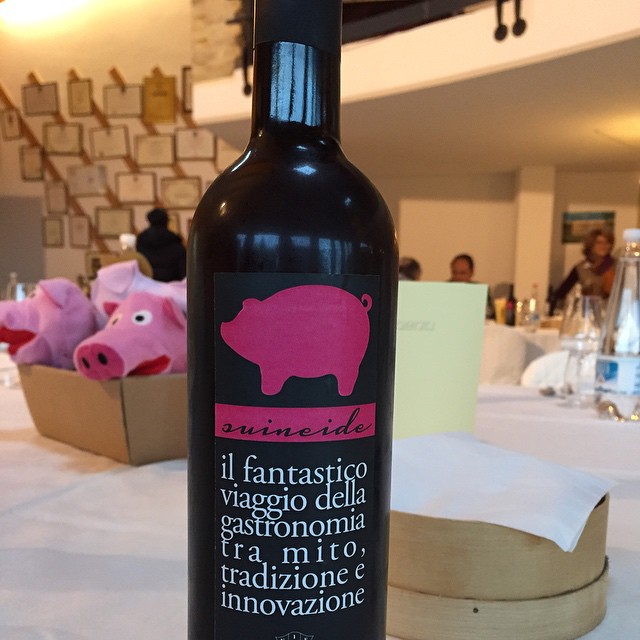 suineide
il fantastico
viaggio della
gastronomia
tra mito,
tradizione e
innovazione